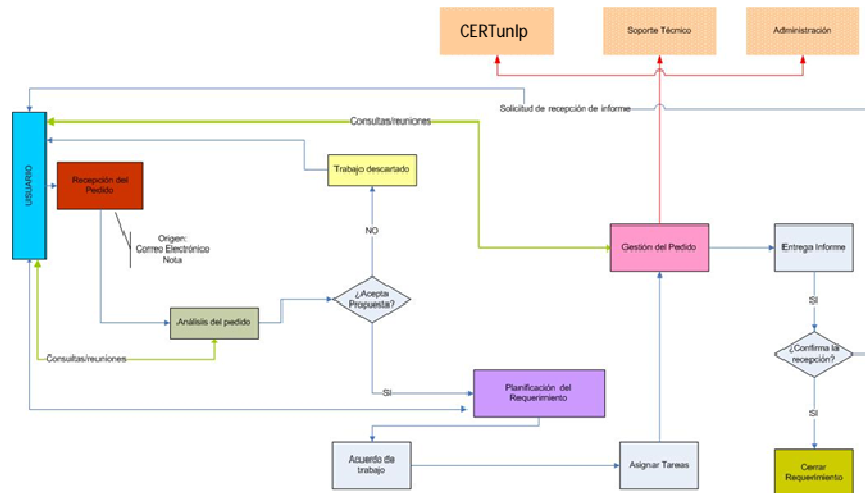 CERTunlp
Soporte Técnico
Administración
Solicitud de recepción de informe
Consultas/reuniones
USUARIO
Recepción del
Pedido
Trabajo descartado
Origen:
Correo Electrónico
Nota
NO
Gestión del Pedido
Entrega Informe
¿Acepta
Propuesta?
Análisis del pedido
SI
¿Confirma la
recepción?
Consultas/reuniones
SI
Planificación del
Requerimiento
SI
Acuerdo de
trabajo
Asignar Tareas
Cerrar
Requerimiento